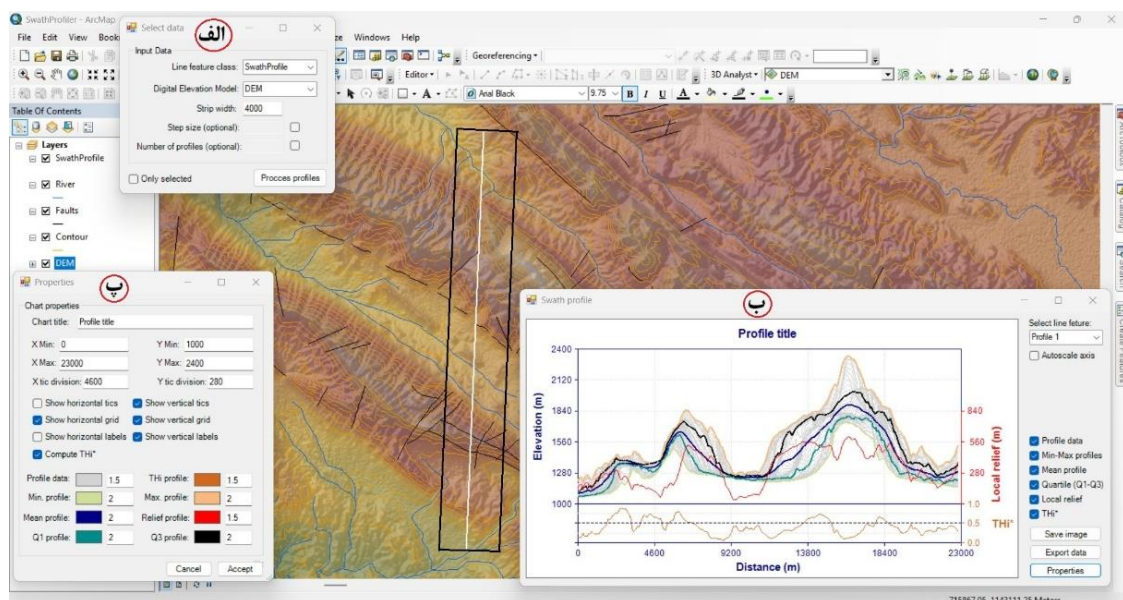 SwathProfiler - ArcMap
File Edit View Book
ze Windows Help
Georeferencing
Editor
3D Analyst
DEM
Arial Black
9.75
B I U A
Table Of Contents
Layers
SwathProfile
River
Faults
Contour
DEM
Select data
الف
Input Data
Line feature class: SwathProfile
Digital Elevation Model: DEM
Strip width: 4000
Step size (optional):
Number of profiles (optional):
Only selected
Procces profiles
Properties
پ
Chart properties
Chart title: Profile title
X Min: 0 Y Min: 1000
X Max: 23000 Y Max: 2400
X tic division: 4600 Y tic division: 280
Show horizontal tics Show vertical tics
Show horizontal grid Show vertical grid
Show horizontal labels Show vertical labels
Compute THi*
Profile data: 1.5 THi profile: 1.5
Min. profile: 2 Max. profile: 2
Mean profile: 2 Relief profile: 1.5
Q1 profile: 2 Q3 profile: 2
Cancel Accept
Swath profile
ب
Profile title
Elevation (m)
2400
2120
1840
1560
1280
1000
840
560
280
0
Local relief (m)
1.0
0.5
0.0
THi*
0 4600 9200 13800 18400 23000
Distance (m)
Select line feture:
Profile 1
Autoscale axis
Profile data
Min-Max profiles
Mean profile
Quartile (Q1-Q3)
Local relief
THi*
Save image
Export data
Properties
ArcToolbox
Catalog
Search
Create Features